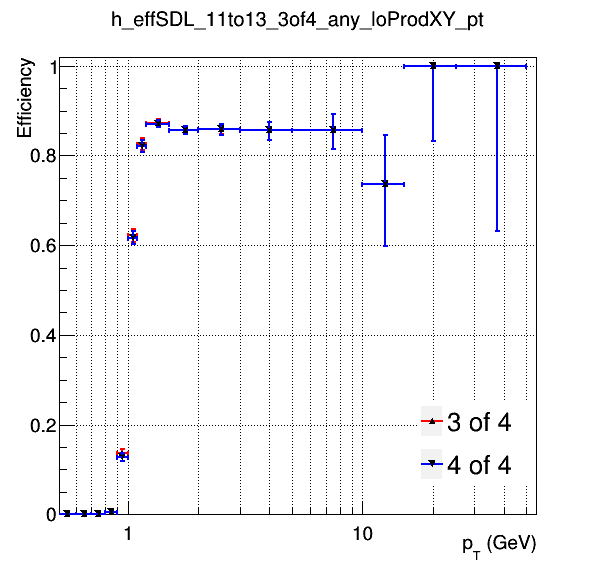 h_effSDL_11to13_3of4_any_loProdXY_pt
Efficiency
1
0.8
0.6
0.4
0.2
0
3 of 4
4 of 4
1
10
p_T (GeV)